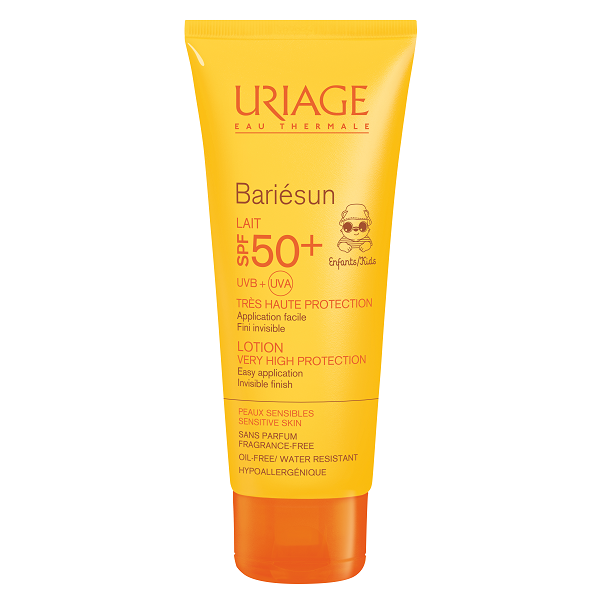 URIAGE
EAU THERMALE
Bariésun
LAIT
SPF 50+
Enfants/Kids
UVB + UVA
TRÈS HAUTE PROTECTION
Application facile
Fini invisible
LOTION
VERY HIGH PROTECTION
Easy application
Invisible finish
PEAUX SENSIBLES
SENSITIVE SKIN
SANS PARFUM
FRAGRANCE-FREE
OIL-FREE/ WATER RESISTANT
HYPOALLERGÉNIQUE